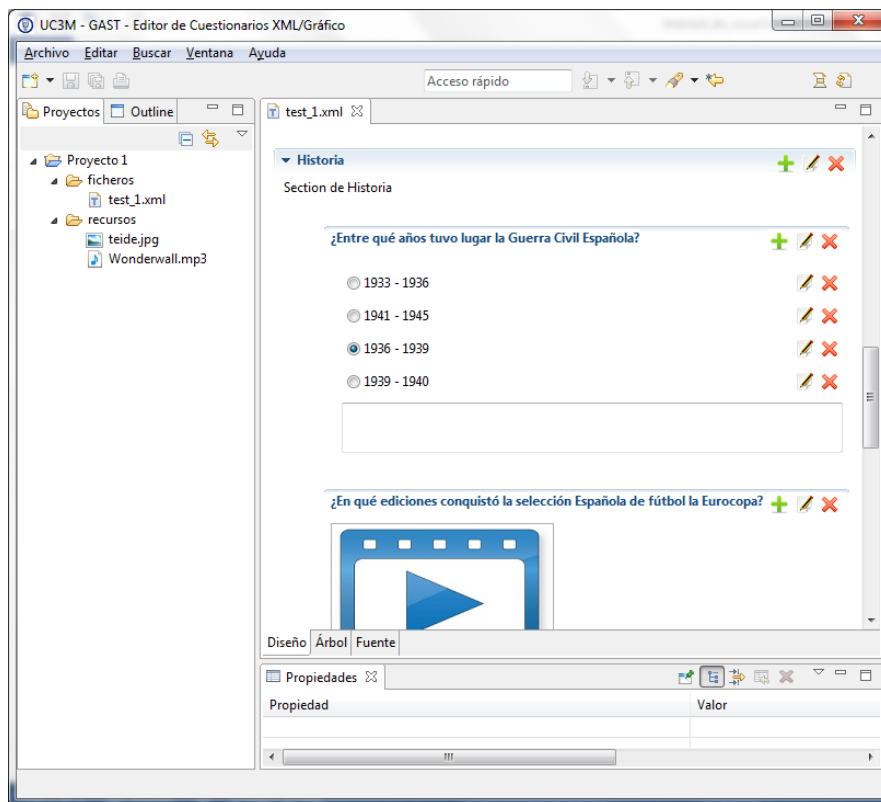 UC3M - GAST - Editor de Cuestionarios XML/Gráfico
Archivo Editar Buscar Ventana Ayuda
Acceso rápido
Proyectos Outline
Proyecto 1
ficheros
test_1.xml
recursos
teide.jpg
Wonderwall.mp3
test_1.xml
Historia
Section de Historia
¿Entre qué años tuvo lugar la Guerra Civil Española?
1933 - 1936
1941 - 1945
1936 - 1939
1939 - 1940
¿En qué ediciones conquistó la selección Española de fútbol la Eurocopa?
Diseño Árbol Fuente
Propiedades
Propiedad Valor